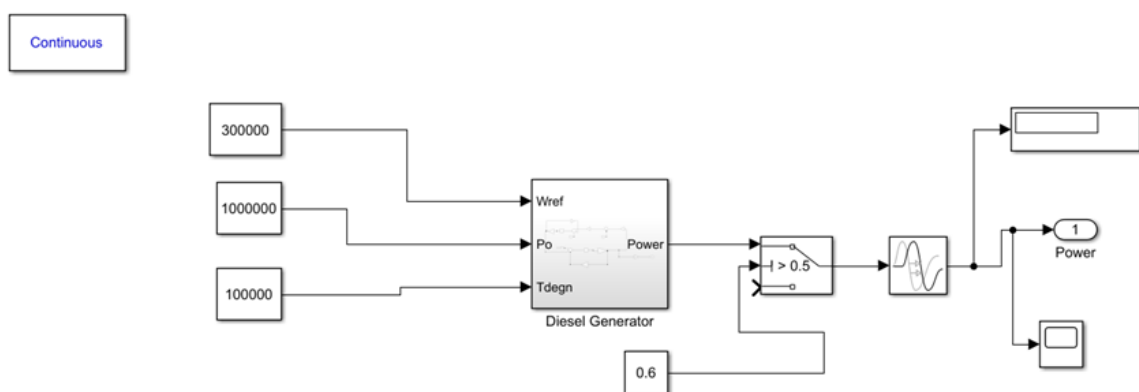 Continuous
300000
1000000
100000
Wref
Po
Tdegn
Power
Diesel Generator
> 0.5
0.6
1
Power